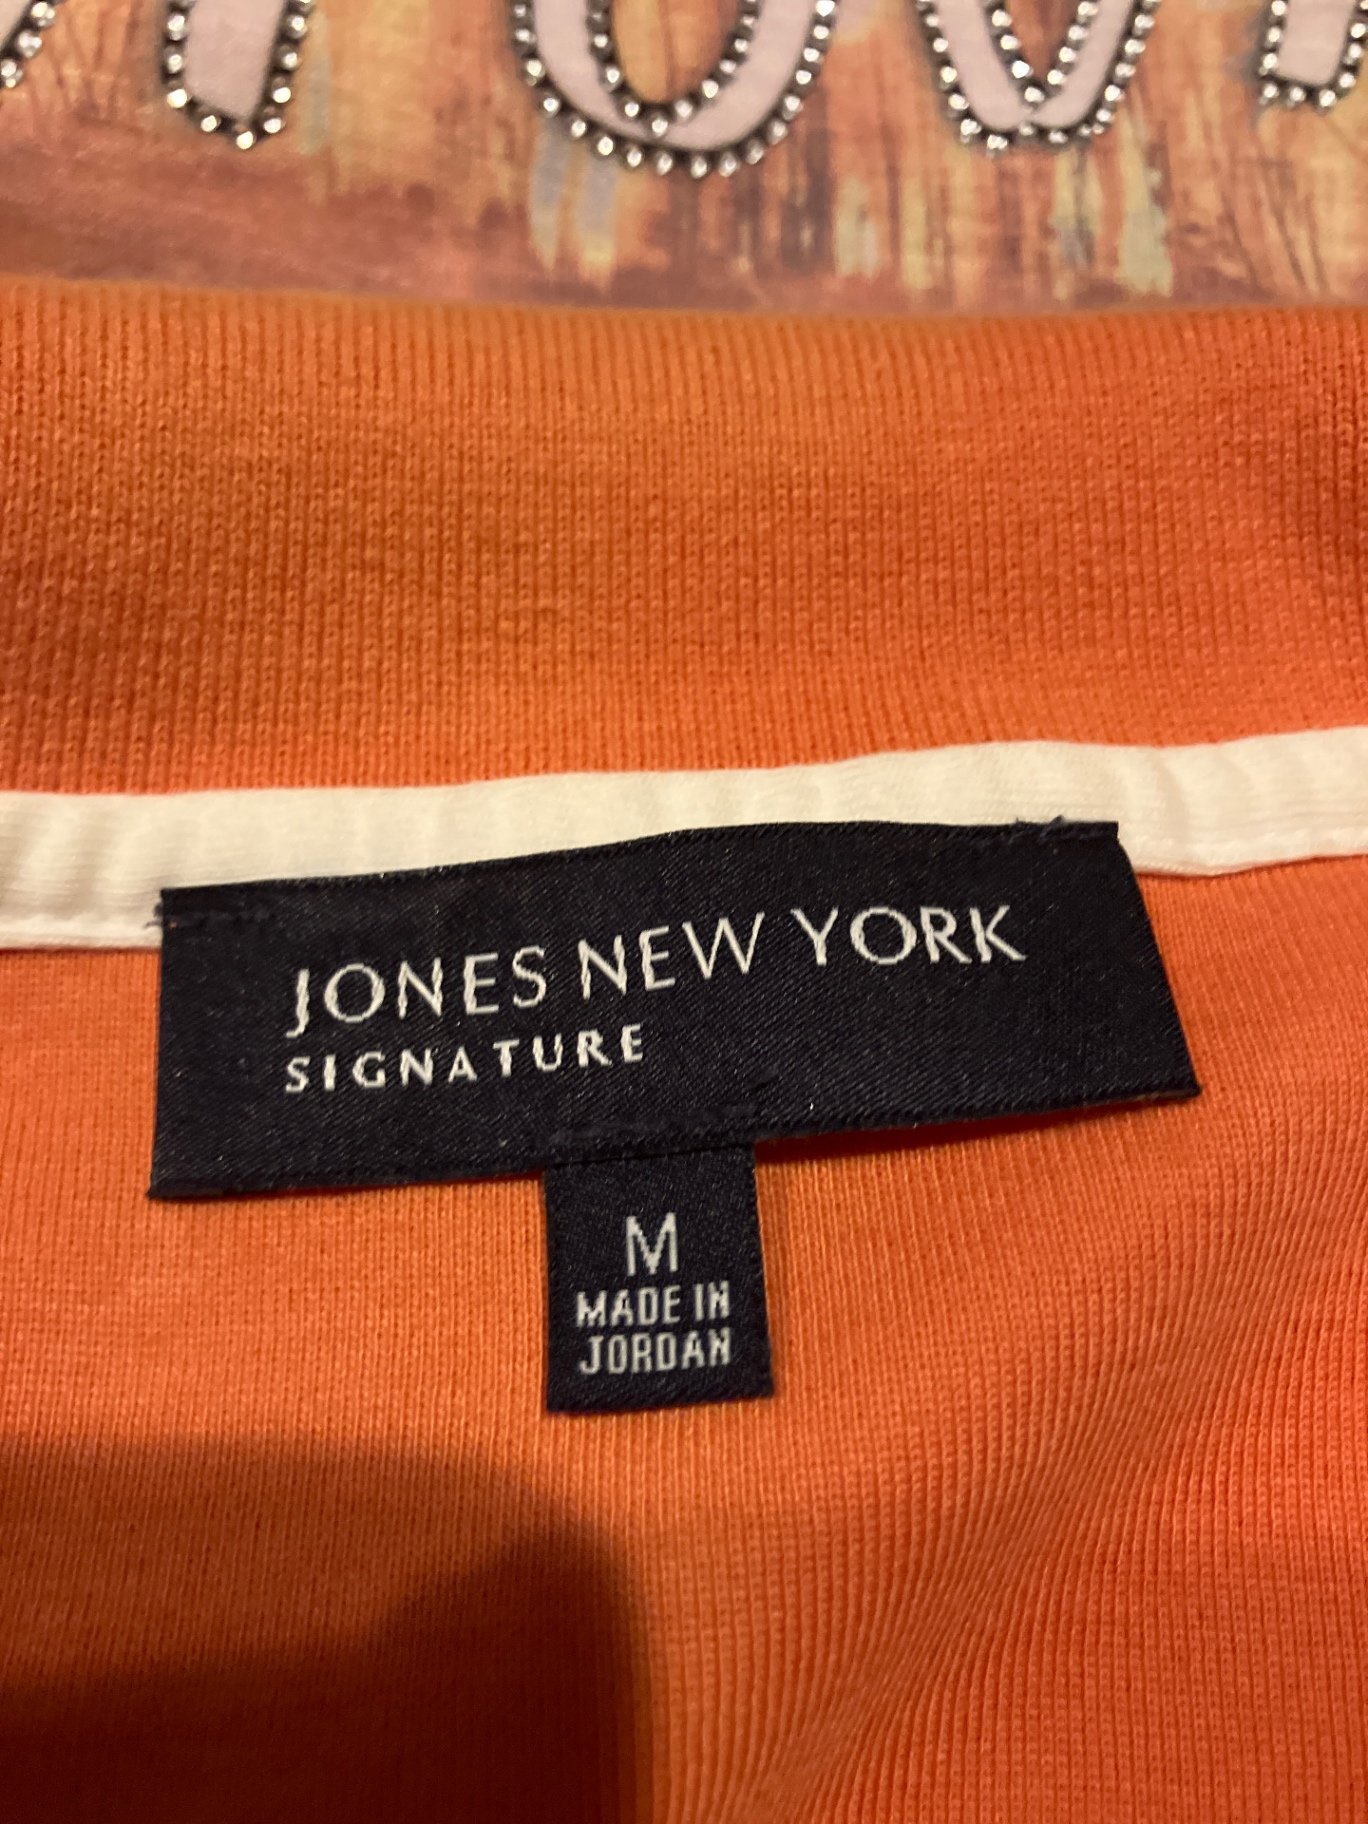 JONES NEW YORK
SIGNATURE
M
MADE IN
JORDAN